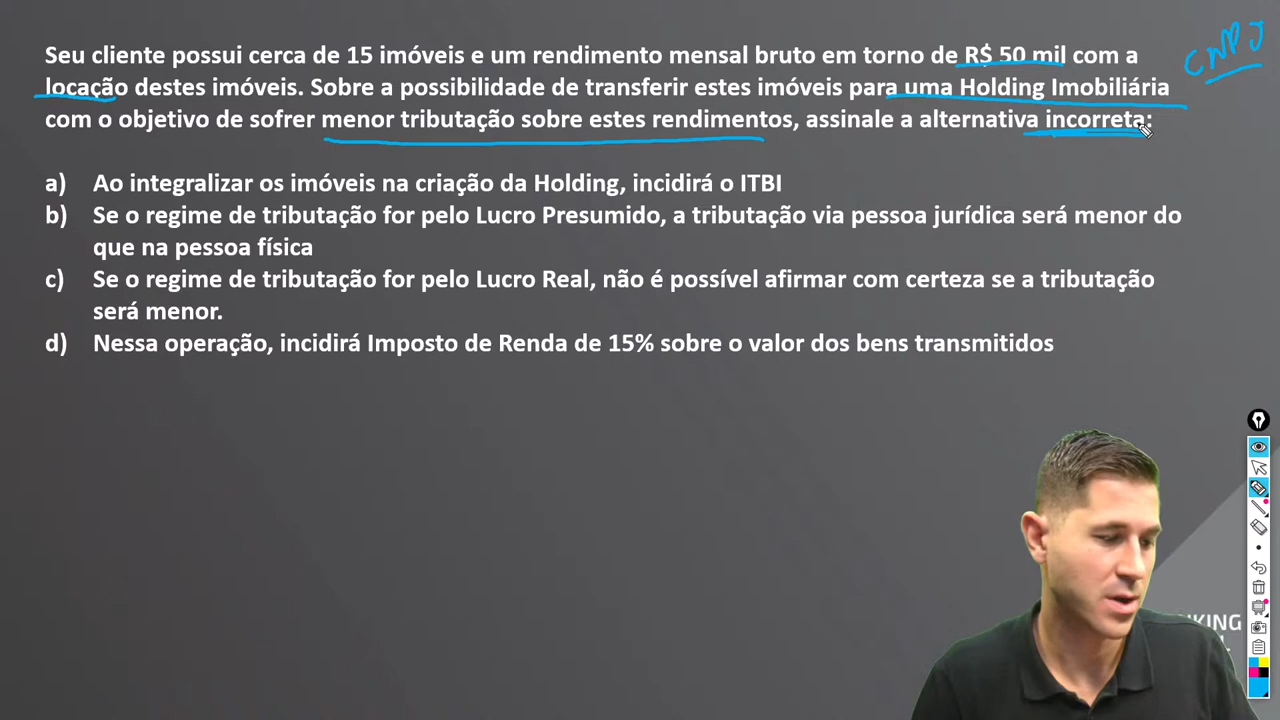 Seu cliente possui cerca de 15 imóveis e um rendimento mensal bruto em torno de R$ 50 mil com a
locação destes imóveis. Sobre a possibilidade de transferir estes imóveis para uma Holding Imobiliária
com o objetivo de sofrer menor tributação sobre estes rendimentos, assinale a alternativa incorreta:
CNPJ
a) Ao integralizar os imóveis na criação da Holding, incidirá o ITBI
b) Se o regime de tributação for pelo Lucro Presumido, a tributação via pessoa jurídica será menor do
que na pessoa física
c) Se o regime de tributação for pelo Lucro Real, não é possível afirmar com certeza se a tributação
será menor.
d) Nessa operação, incidirá Imposto de Renda de 15% sobre o valor dos bens transmitidos